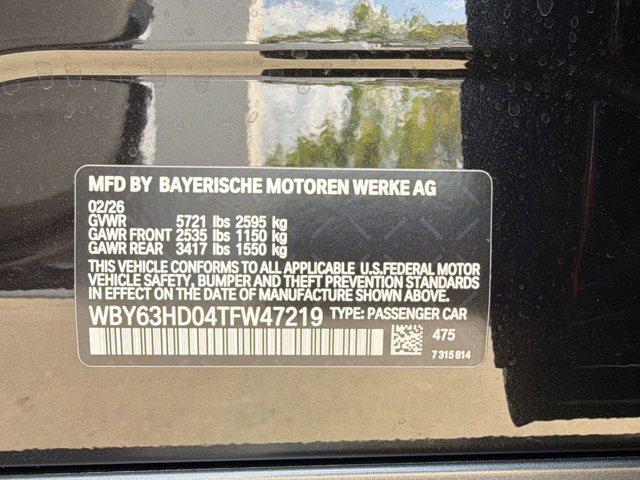 MFD BY BAYERISCHE MOTOREN WERKE AG
02/26
GVWR 5721 lbs 2595 kg
GAWR FRONT 2535 lbs 1150 kg
GAWR REAR 3417 lbs 1550 kg
THIS VEHICLE CONFORMS TO ALL APPLICABLE U.S.FEDERAL MOTOR
VEHICLE SAFETY, BUMPER AND THEFT PREVENTION STANDARDS
IN EFFECT ON THE DATE OF MANUFACTURE SHOWN ABOVE.
WBY63HD04TFW47219 TYPE: PASSENGER CAR
475
7 315 814